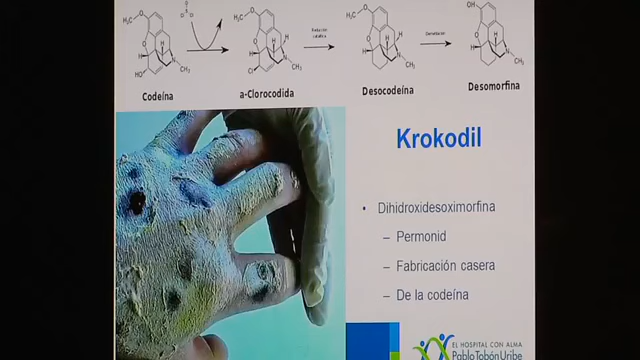 Codeína
a-Clorocodida
Desocodeína
Desomorfina
Krokodil
• Dihidroxidesoximorfina
– Permonid
– Fabricación casera
– De la codeína
EL HOSPITAL CON ALMA
Pablo Tobón Uribe